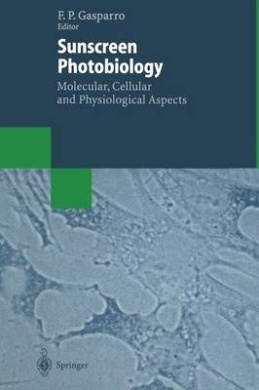 F. P. Gasparro
Editor
Sunscreen
Photobiology
Molecular, Cellular
and Physiological Aspects
Springer